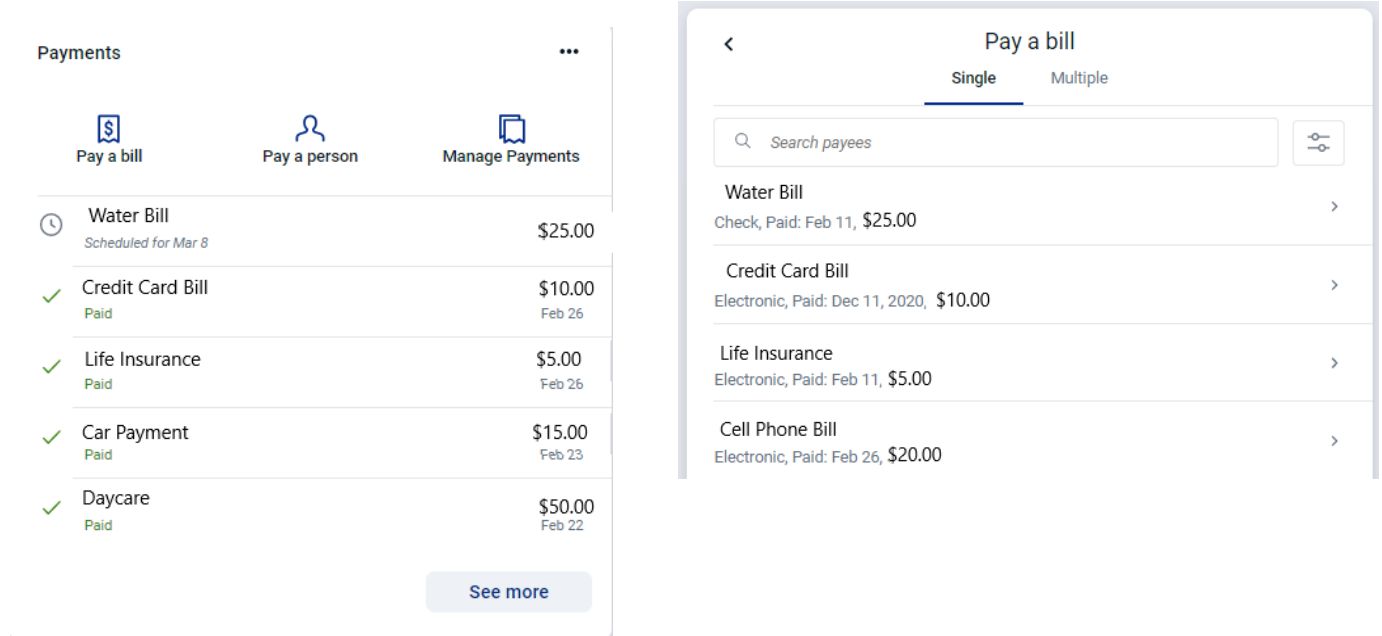 Payments
Pay a bill
Pay a person
Manage Payments
Water Bill
$25.00
Scheduled for Mar 8
Credit Card Bill
$10.00
Paid
Feb 26
Life Insurance
$5.00
Paid
Feb 26
Car Payment
$15.00
Paid
Feb 23
Daycare
$50.00
Paid
Feb 22
See more
Pay a bill
Single
Multiple
Search payees
Water Bill
Check, Paid: Feb 11, $25.00
Credit Card Bill
Electronic, Paid: Dec 11, 2020, $10.00
Life Insurance
Electronic, Paid: Feb 11, $5.00
Cell Phone Bill
Electronic, Paid: Feb 26, $20.00